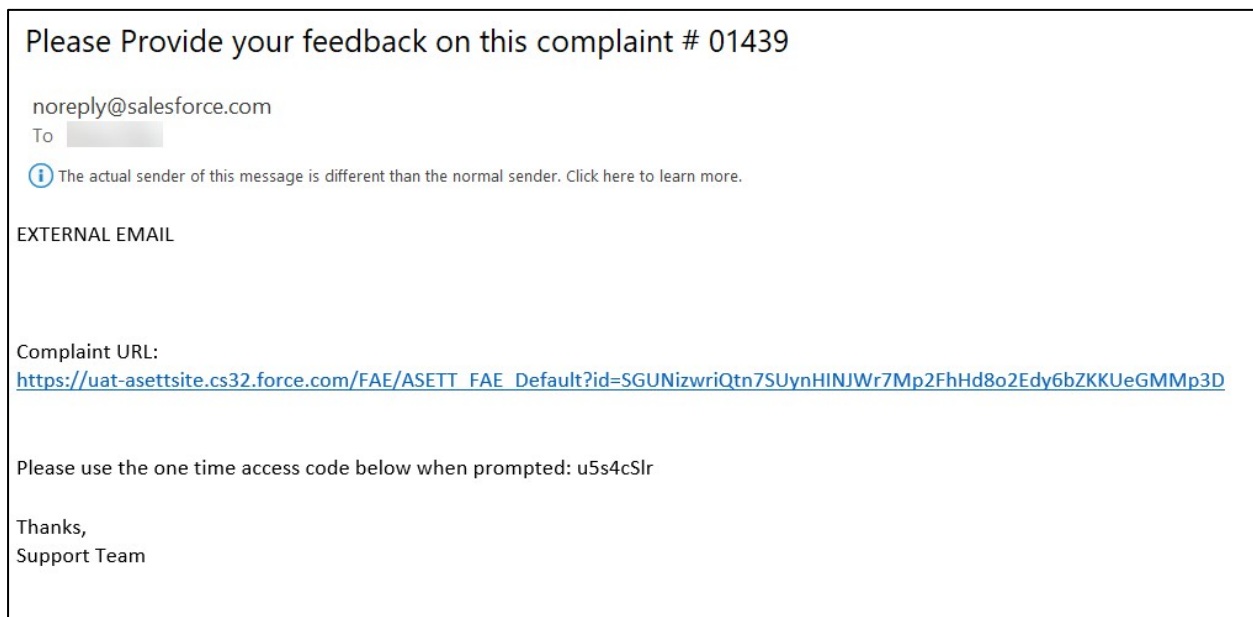 Please Provide your feedback on this complaint # 01439
noreply@salesforce.com
To
The actual sender of this message is different than the normal sender. Click here to learn more.
EXTERNAL EMAIL
Complaint URL:
https://uat-asettsite.cs32.force.com/FAE/ASETT_FAE_Default?id=SGUNizwriQtn7SUynHINJWr7Mp2FhHd8o2Edy6bZKKUeGMMp3D
Please use the one time access code below when prompted: u5s4cSlr
Thanks,
Support Team